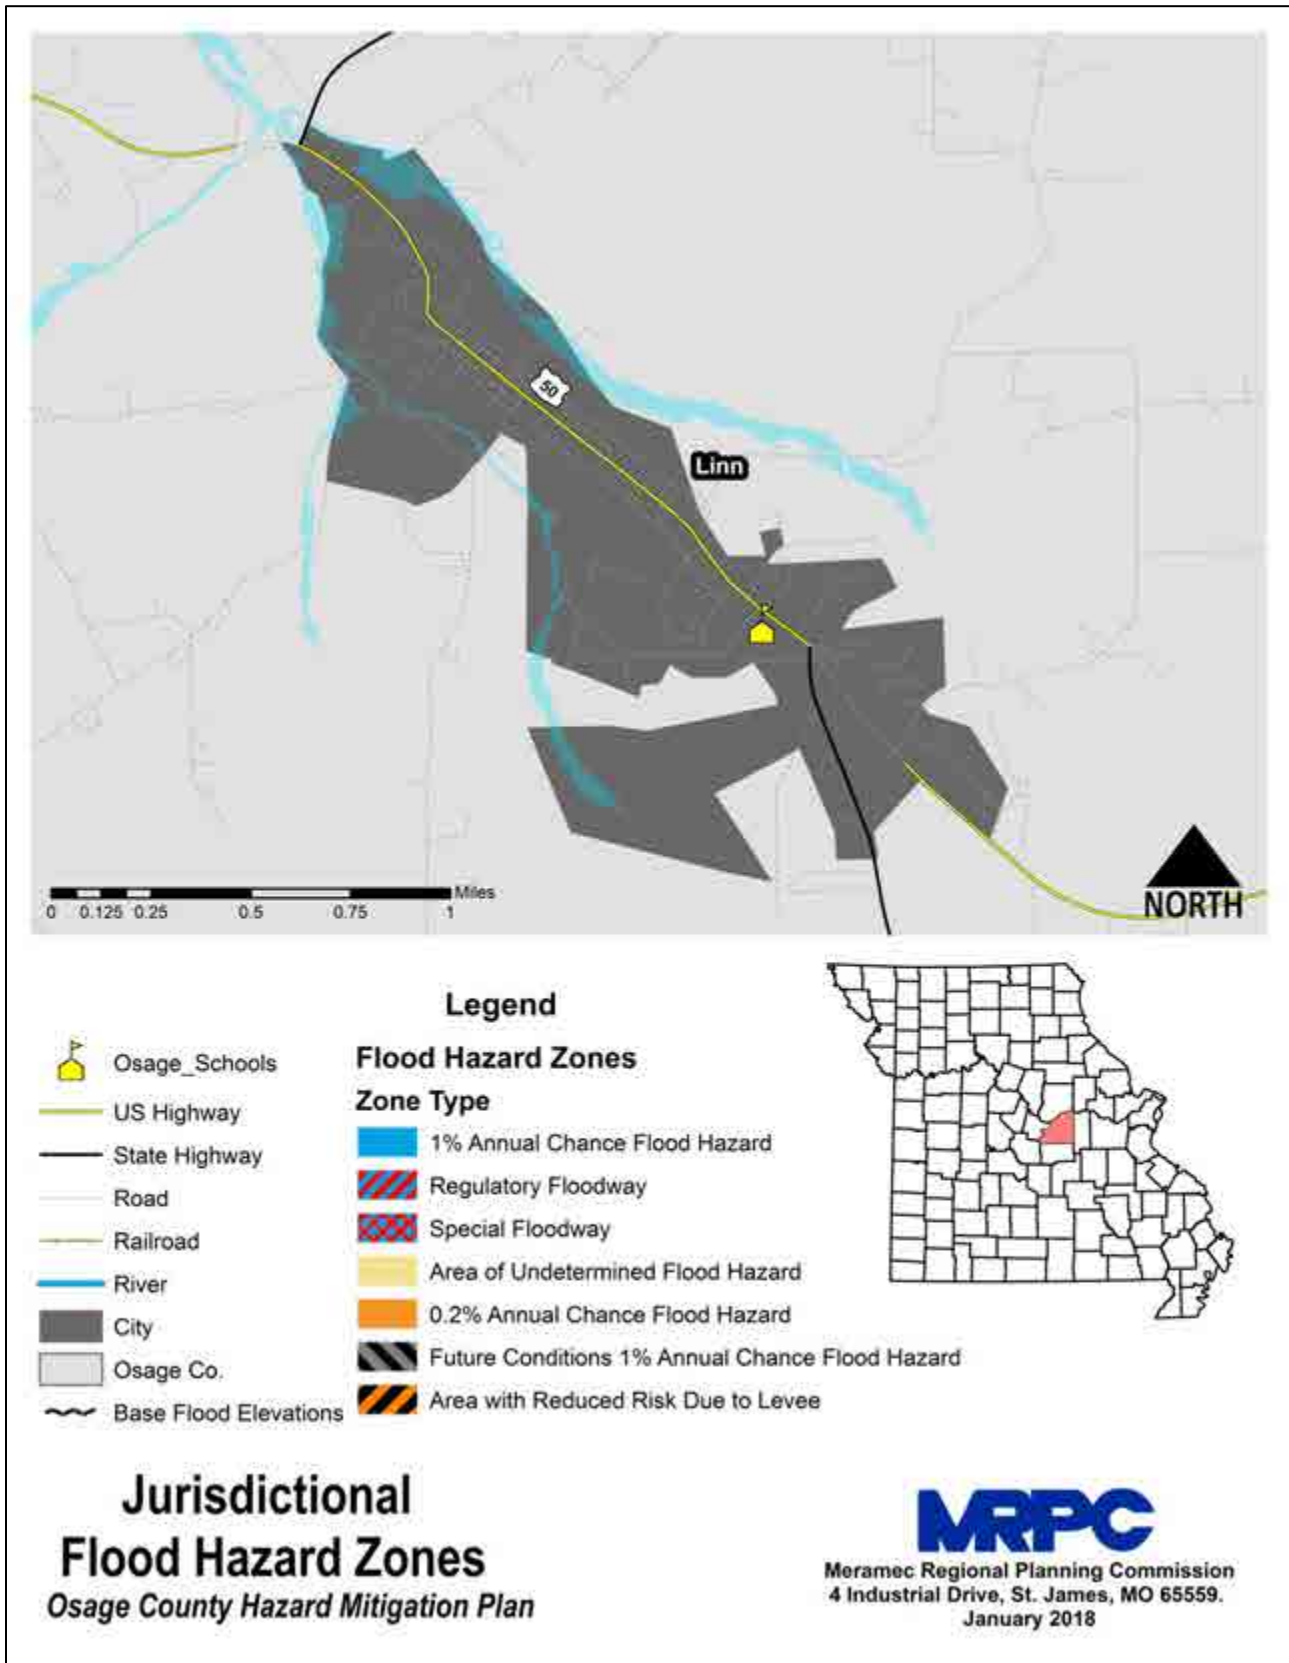 50
Linn
Miles
0 0.125 0.25 0.5 0.75 1
NORTH
Legend
Osage_Schools
US Highway
State Highway
Road
Railroad
River
City
Osage Co.
Base Flood Elevations
Flood Hazard Zones
Zone Type
1% Annual Chance Flood Hazard
Regulatory Floodway
Special Floodway
Area of Undetermined Flood Hazard
0.2% Annual Chance Flood Hazard
Future Conditions 1% Annual Chance Flood Hazard
Area with Reduced Risk Due to Levee
Jurisdictional
Flood Hazard Zones
Osage County Hazard Mitigation Plan
MRPC
Meramec Regional Planning Commission
4 Industrial Drive, St. James, MO 65559.
January 2018